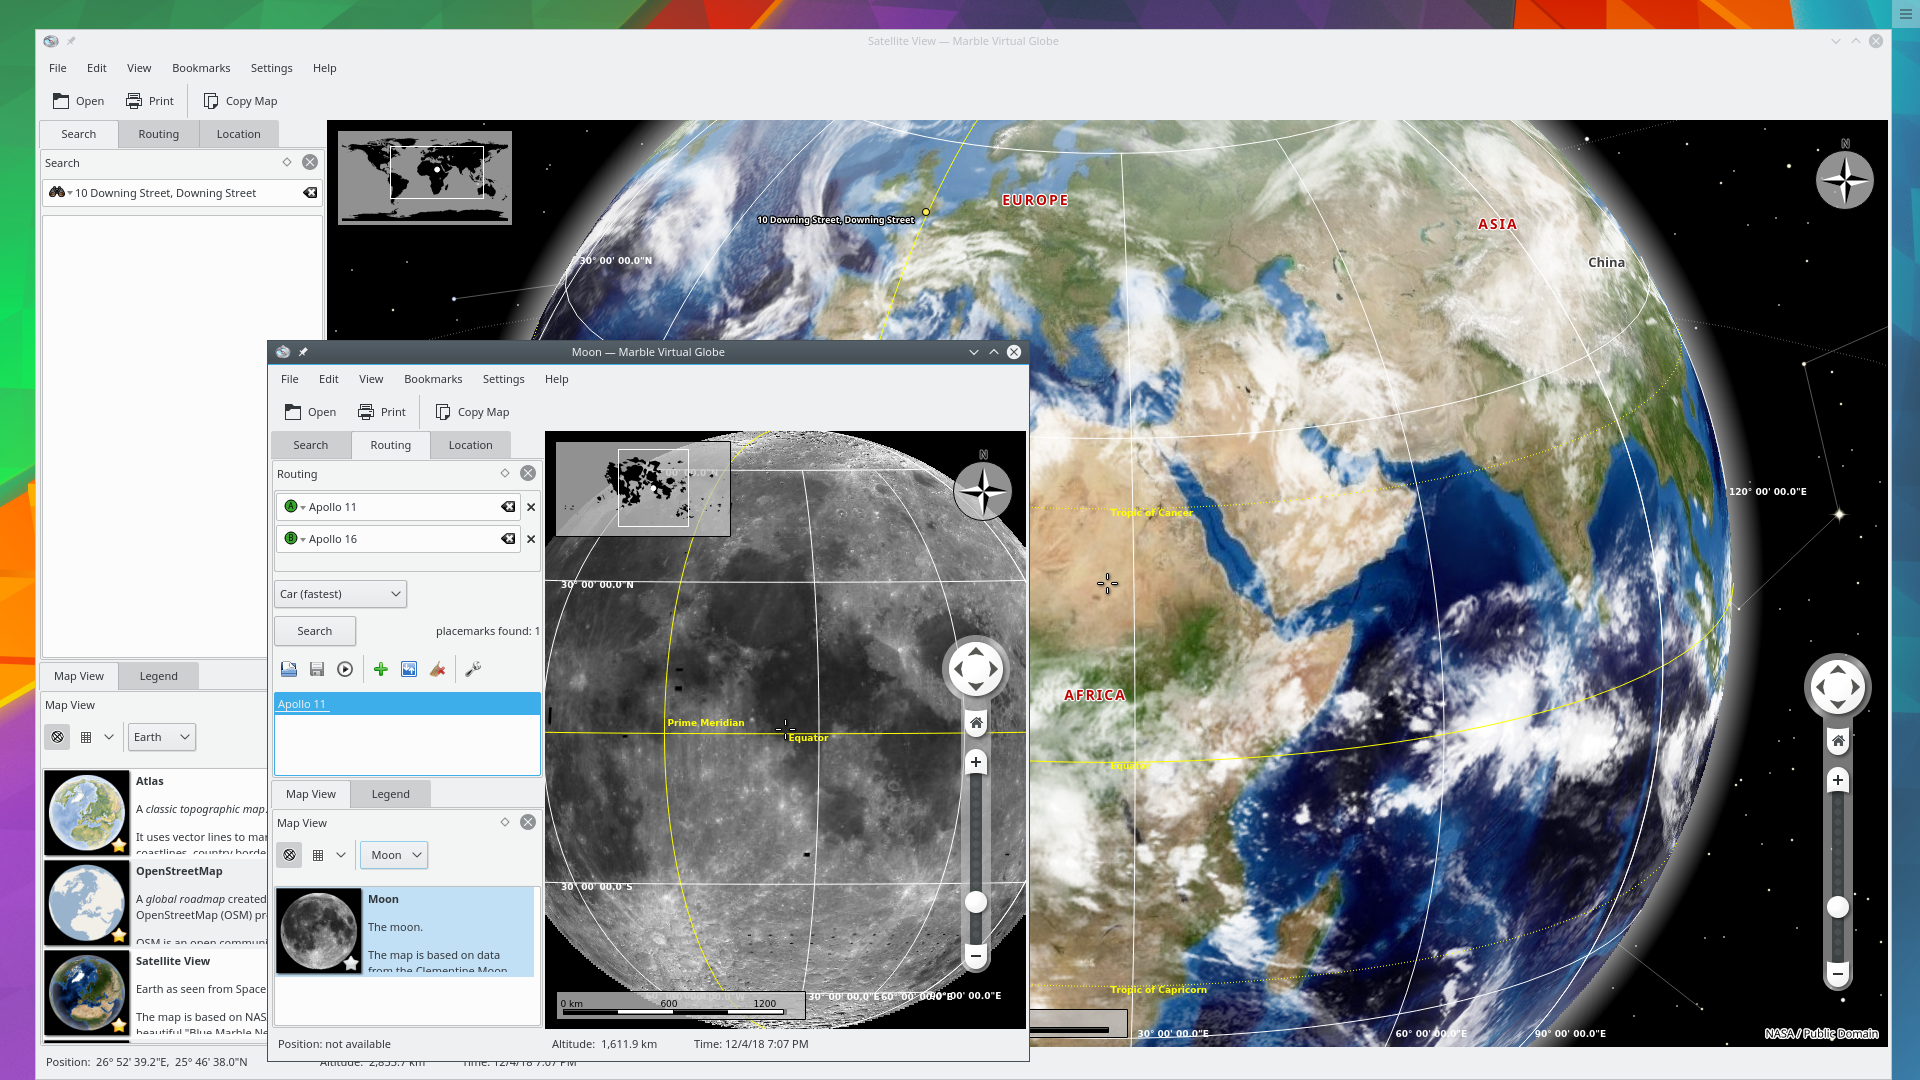 Satellite View — Marble Virtual Globe
File Edit View Bookmarks Settings Help
Open Print Copy Map
Search Routing Location
Search
10 Downing Street, Downing Street
Map View Legend
Map View
Earth
Atlas
A classic topographic map.
It uses vector lines to mar
coastlines, country borde
OpenStreetMap
A global roadmap created
OpenStreetMap (OSM) pr
OSM is an open communi
Satellite View
Earth as seen from Space
The map is based on NAS
beautiful "Blue Marble Ne
Position: 26° 52' 39.2"E, 25° 46' 38.0"N
Altitude: 2,855.7 km
Time: 12/4/18 7:07 PM
N
EUROPE
ASIA
China
10 Downing Street, Downing Street
30° 00' 00.0"N
120° 00' 00.0"E
Tropic of Cancer
AFRICA
Equator
Tropic of Capricorn
30° 00' 00.0"E
60° 00' 00.0"E
90° 00' 00.0"E
NASA / Public Domain
Moon — Marble Virtual Globe
File Edit View Bookmarks Settings Help
Open Print Copy Map
Search Routing Location
Routing
A Apollo 11
B Apollo 16
Car (fastest)
Search placemarks found: 1
Apollo 11
Map View Legend
Map View
Moon
Moon
The moon.
The map is based on data
from the Clementine Moon
N
30° 00' 00.0"N
Prime Meridian
Equator
30° 00' 00.0"S
0 km 600 1200
30° 00' 00.0"E
60° 00' 00.0"E
00' 00.0"E
Position: not available
Altitude: 1,611.9 km
Time: 12/4/18 7:07 PM